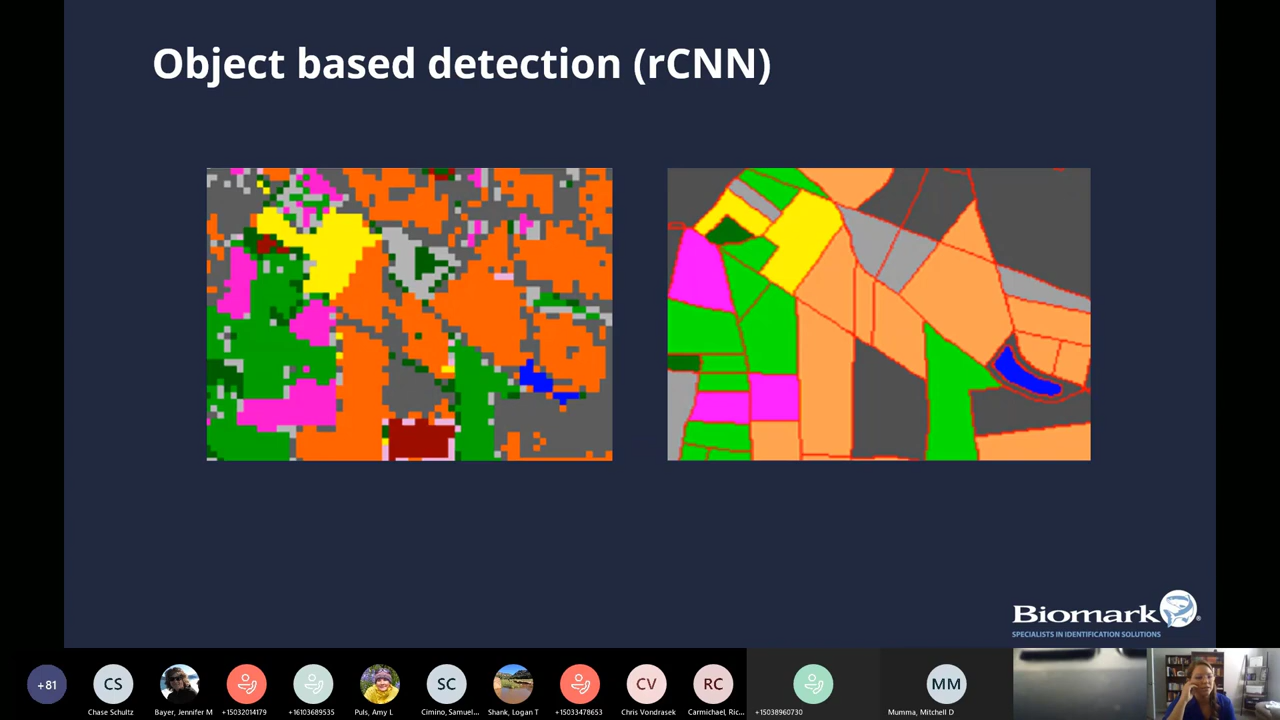 Object based detection (rCNN)
Biomark
SPECIALISTS IN IDENTIFICATION SOLUTIONS
+81
CS
SC
CV
RC
MM
Chase Schultz
Bayer, Jennifer M
+15032014179
+16103689535
Puls, Amy L
Cimino, Samuel...
Shank, Logan T
+15033478653
Chris Vondrasek
Carmichael, Ric...
+15038960730
Mumma, Mitchell D